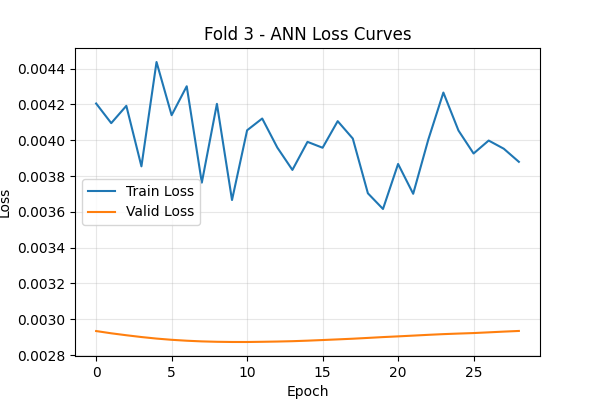 Fold 3 - ANN Loss Curves
0.0044
0.0042
0.0040
0.0038
0.0036
0.0034
0.0032
0.0030
0.0028
Loss
Train Loss
Valid Loss
0 5 10 15 20 25
Epoch